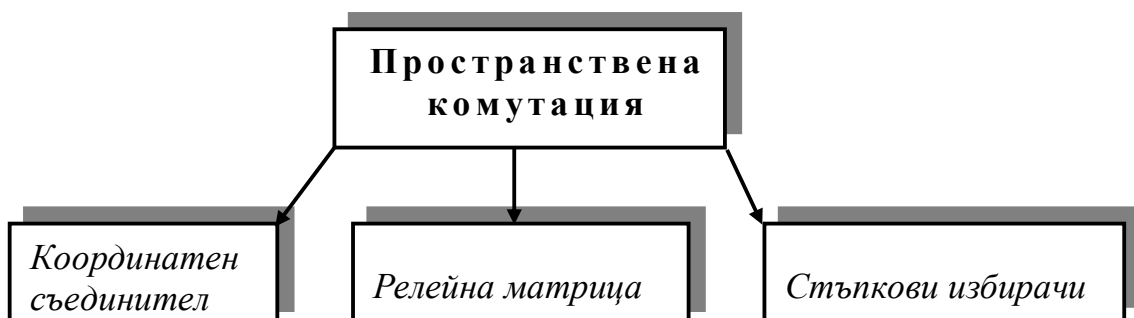 Пространствена
комутация
Координатен
съединител
Релейна матрица
Стъпкови избирачи